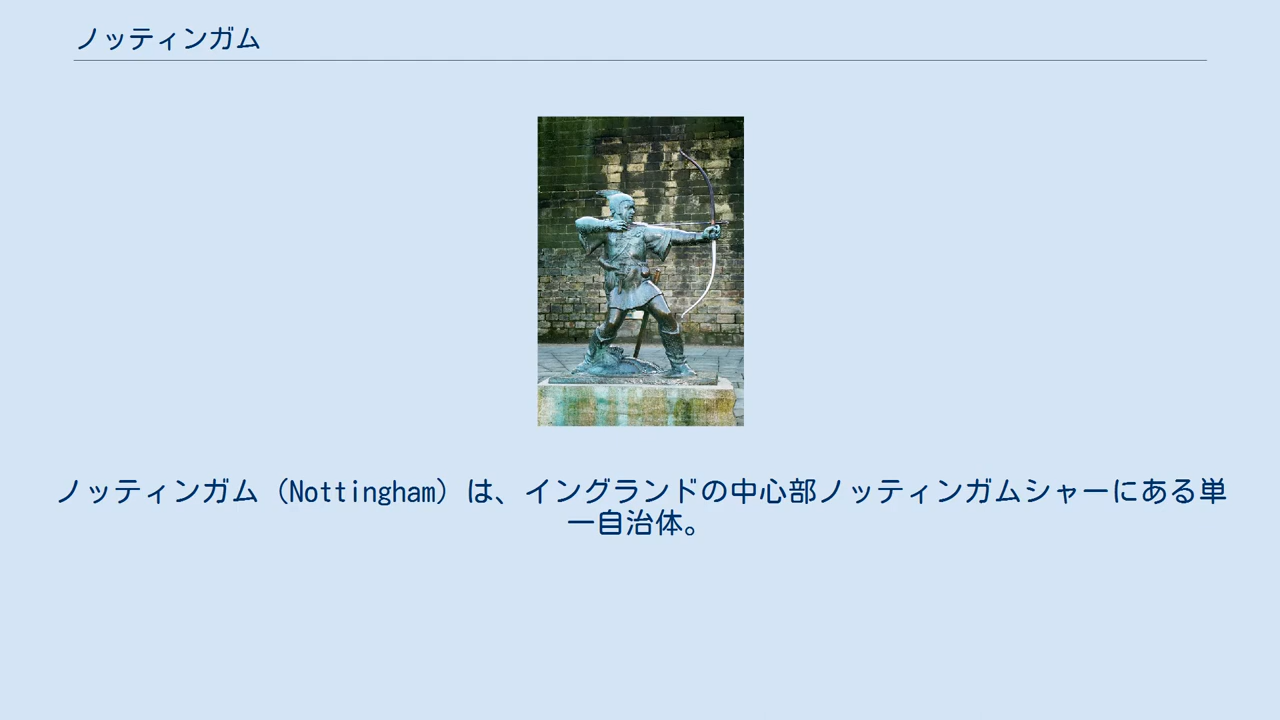 ノッティンガム
ノッティンガム（Nottingham）は、イングランドの中心部ノッティンガムシャーにある単
一自治体。